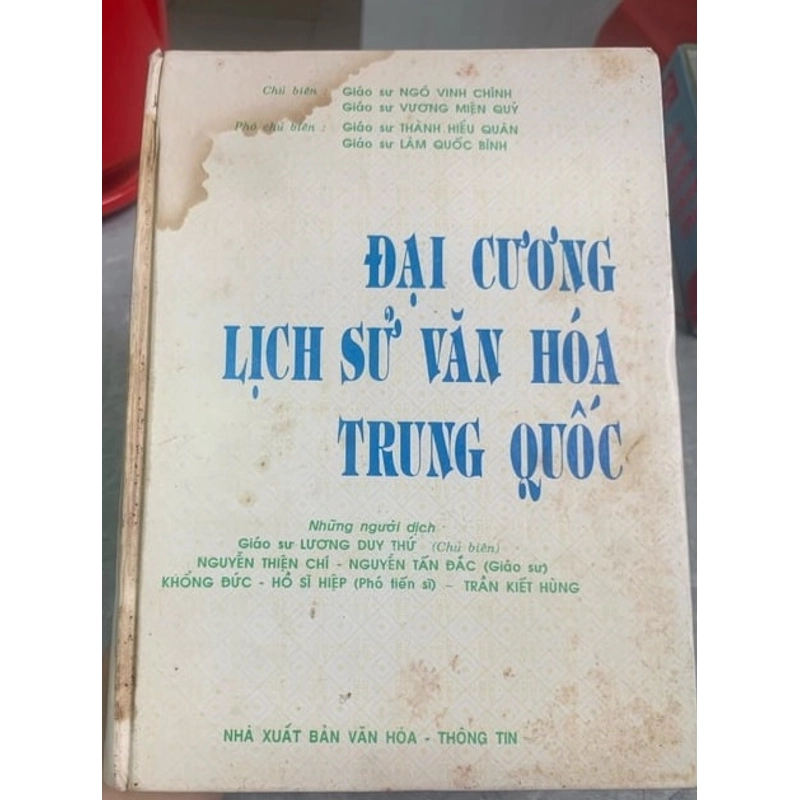 Chủ biên : Giáo sư NGÔ VINH CHÍNH
Giáo sư VƯƠNG MIỆN QUÝ
Phó chủ biên : Giáo sư THÀNH HIỂU QUÂN
Giáo sư LÂM QUỐC BÌNH
ĐẠI CƯƠNG
LỊCH SỬ VĂN HÓA
TRUNG QUỐC
Những người dịch
Giáo sư LƯƠNG DUY THỨ (Chủ biên)
NGUYỄN THIỆN CHÍ - NGUYỄN TẤN ĐẮC (Giáo sư)
KHỔNG ĐỨC - HỒ SĨ HIỆP (Phó tiến sĩ) - TRẦN KIẾT HÙNG
NHÀ XUẤT BẢN VĂN HÓA - THÔNG TIN